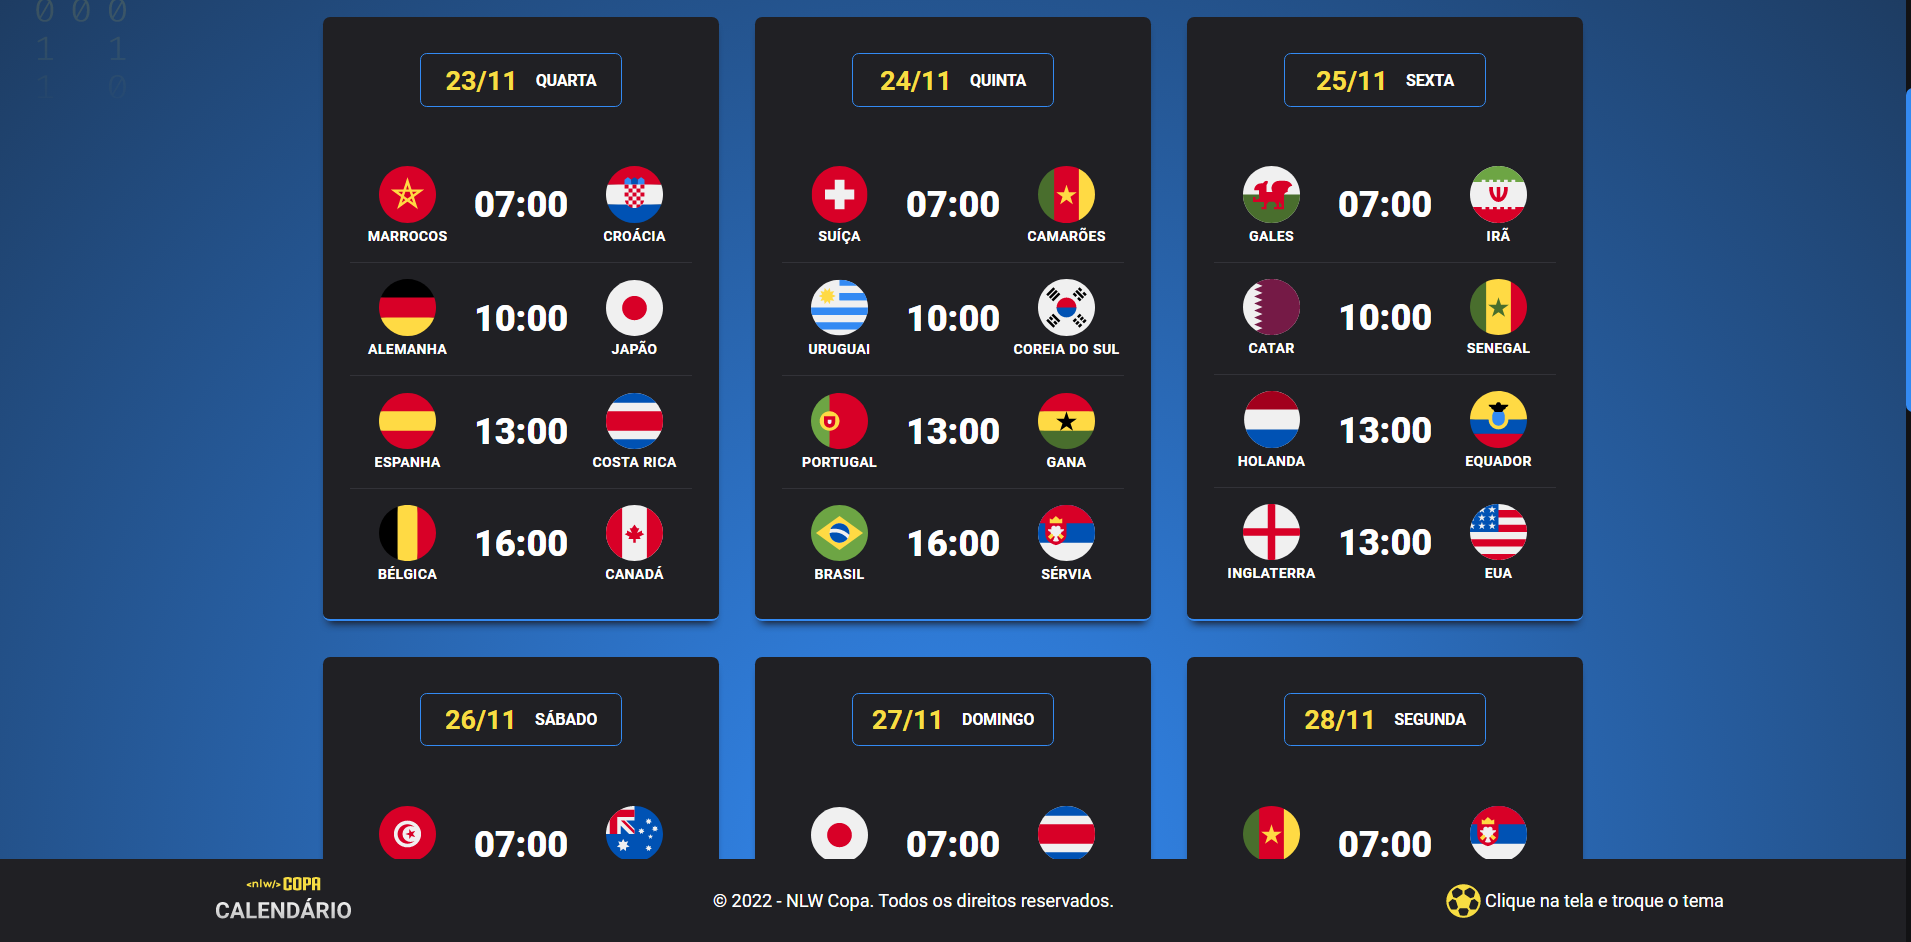 0 0 0
1 1
1 0
23/11 QUARTA
07:00
MARROCOS CROÁCIA
10:00
ALEMANHA JAPÃO
13:00
ESPANHA COSTA RICA
16:00
BÉLGICA CANADÁ
24/11 QUINTA
07:00
SUÍÇA CAMARÕES
10:00
URUGUAI COREIA DO SUL
13:00
PORTUGAL GANA
16:00
BRASIL SÉRVIA
25/11 SEXTA
07:00
GALES IRÃ
10:00
CATAR SENEGAL
13:00
HOLANDA EQUADOR
13:00
INGLATERRA EUA
26/11 SÁBADO
07:00
27/11 DOMINGO
07:00
28/11 SEGUNDA
07:00
<nlw/> COPA
CALENDÁRIO
© 2022 - NLW Copa. Todos os direitos reservados.
Clique na tela e troque o tema